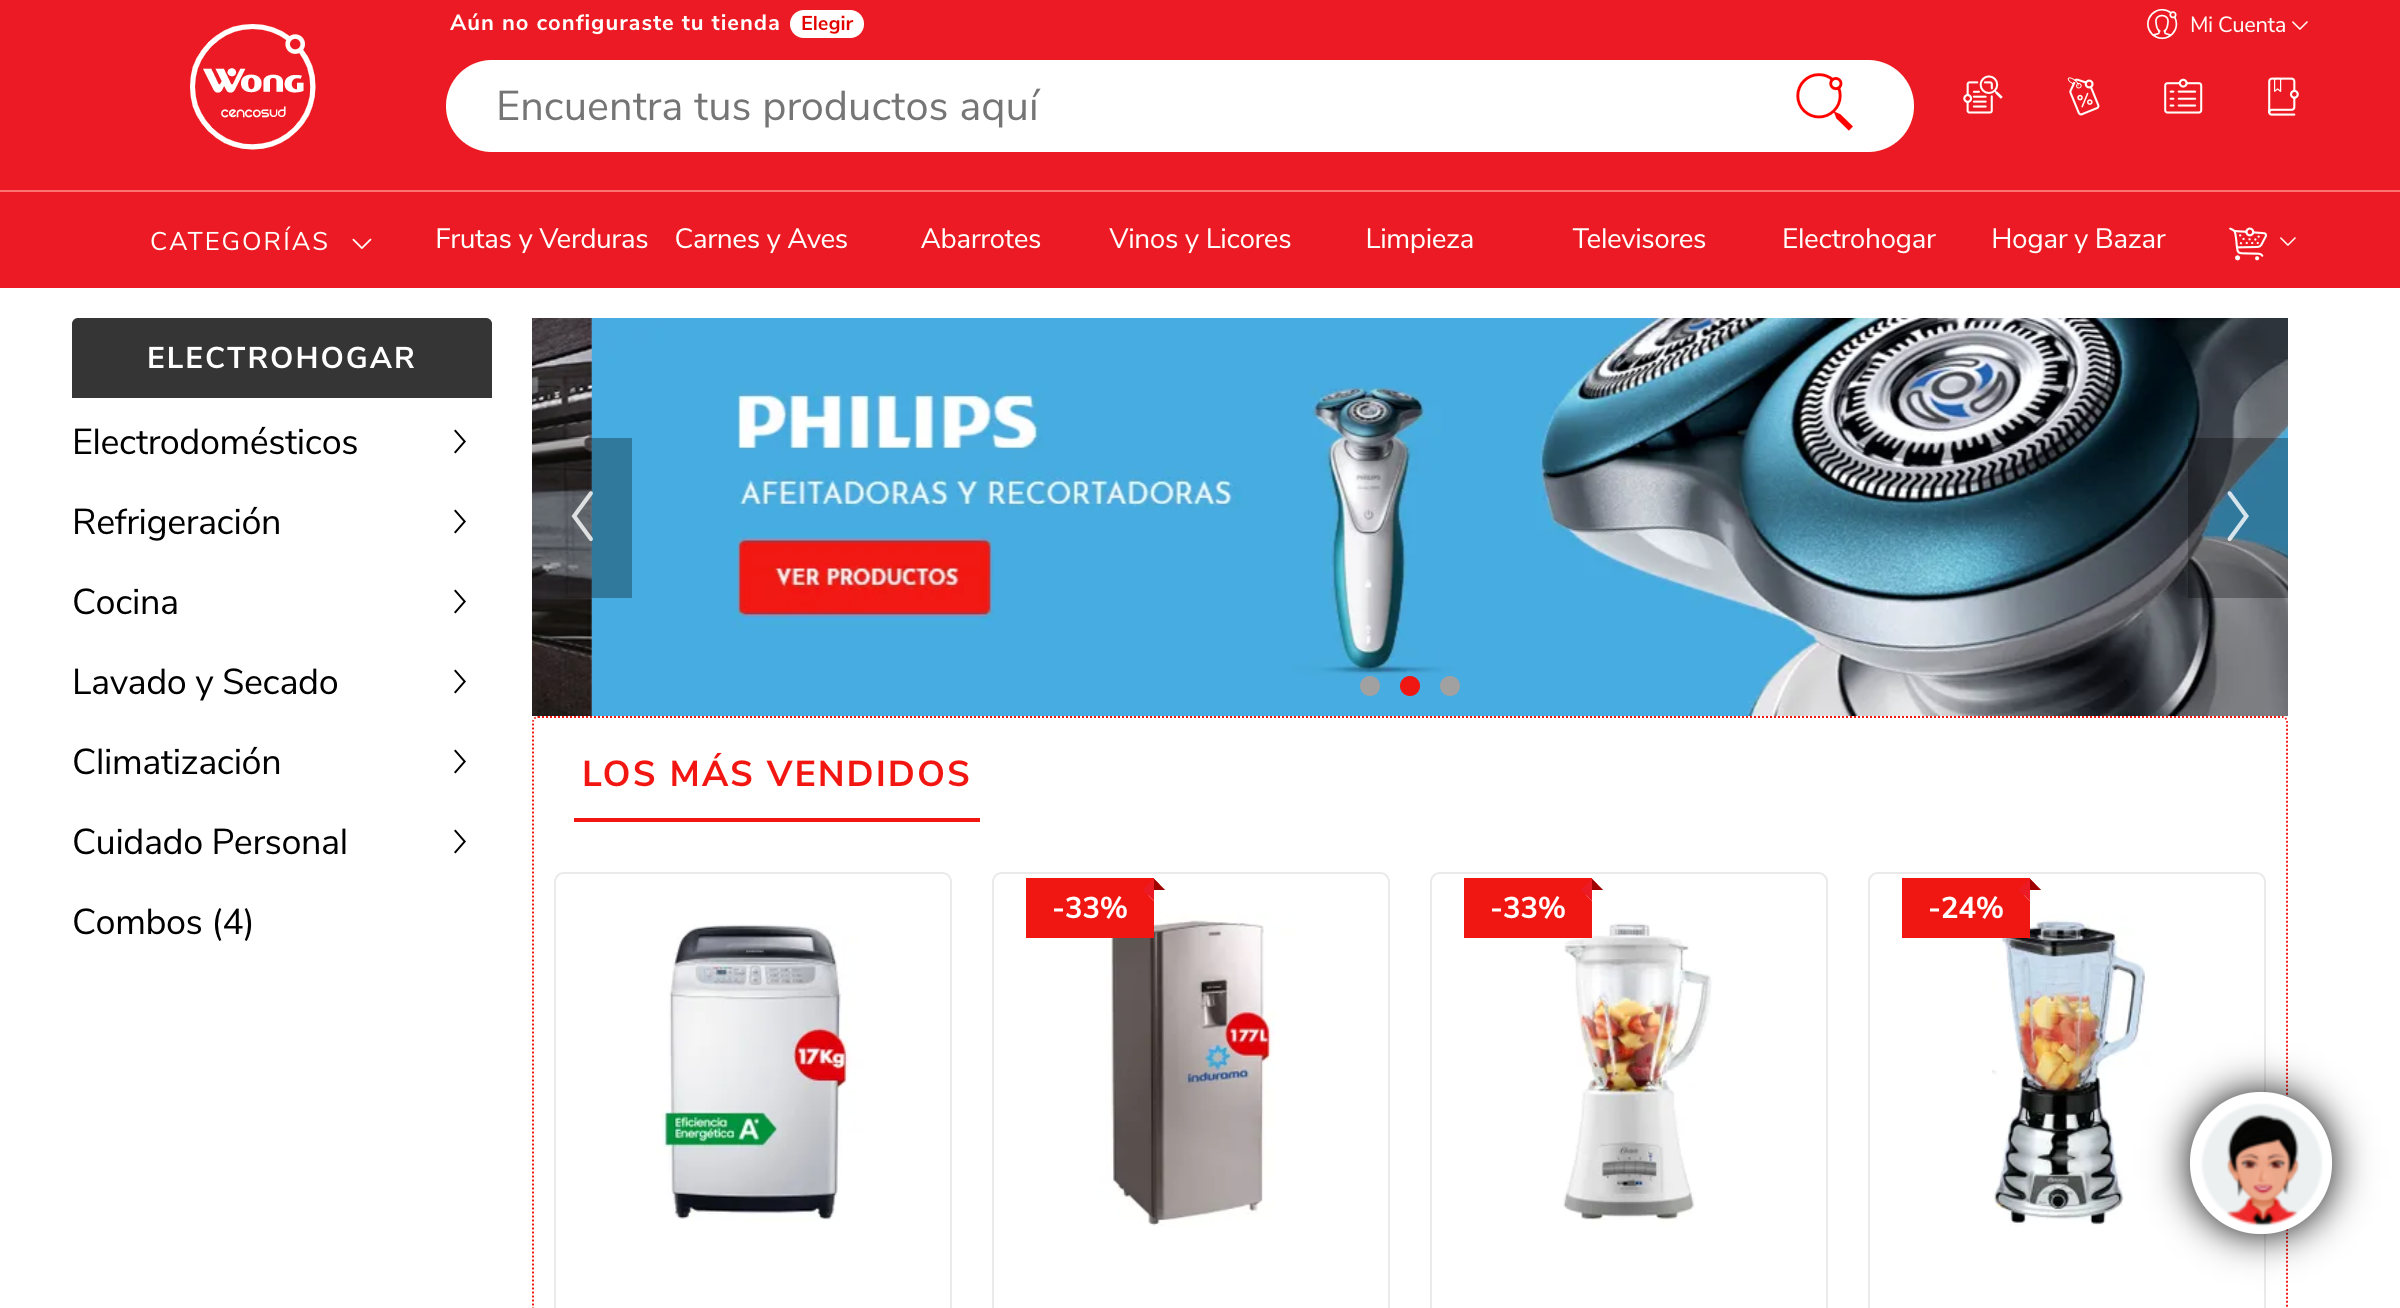 Aún no configuraste tu tienda Elegir
Mi Cuenta
Wong
cencosud
Encuentra tus productos aquí
CATEGORÍAS
Frutas y Verduras
Carnes y Aves
Abarrotes
Vinos y Licores
Limpieza
Televisores
Electrohogar
Hogar y Bazar
ELECTROHOGAR
Electrodomésticos
Refrigeración
Cocina
Lavado y Secado
Climatización
Cuidado Personal
Combos (4)
PHILIPS
AFEITADORAS Y RECORTADORAS
VER PRODUCTOS
PHILIPS
LOS MÁS VENDIDOS
17Kg
Eficiencia
Energética A+
-33%
177L
indurama
-33%
Oster
-24%